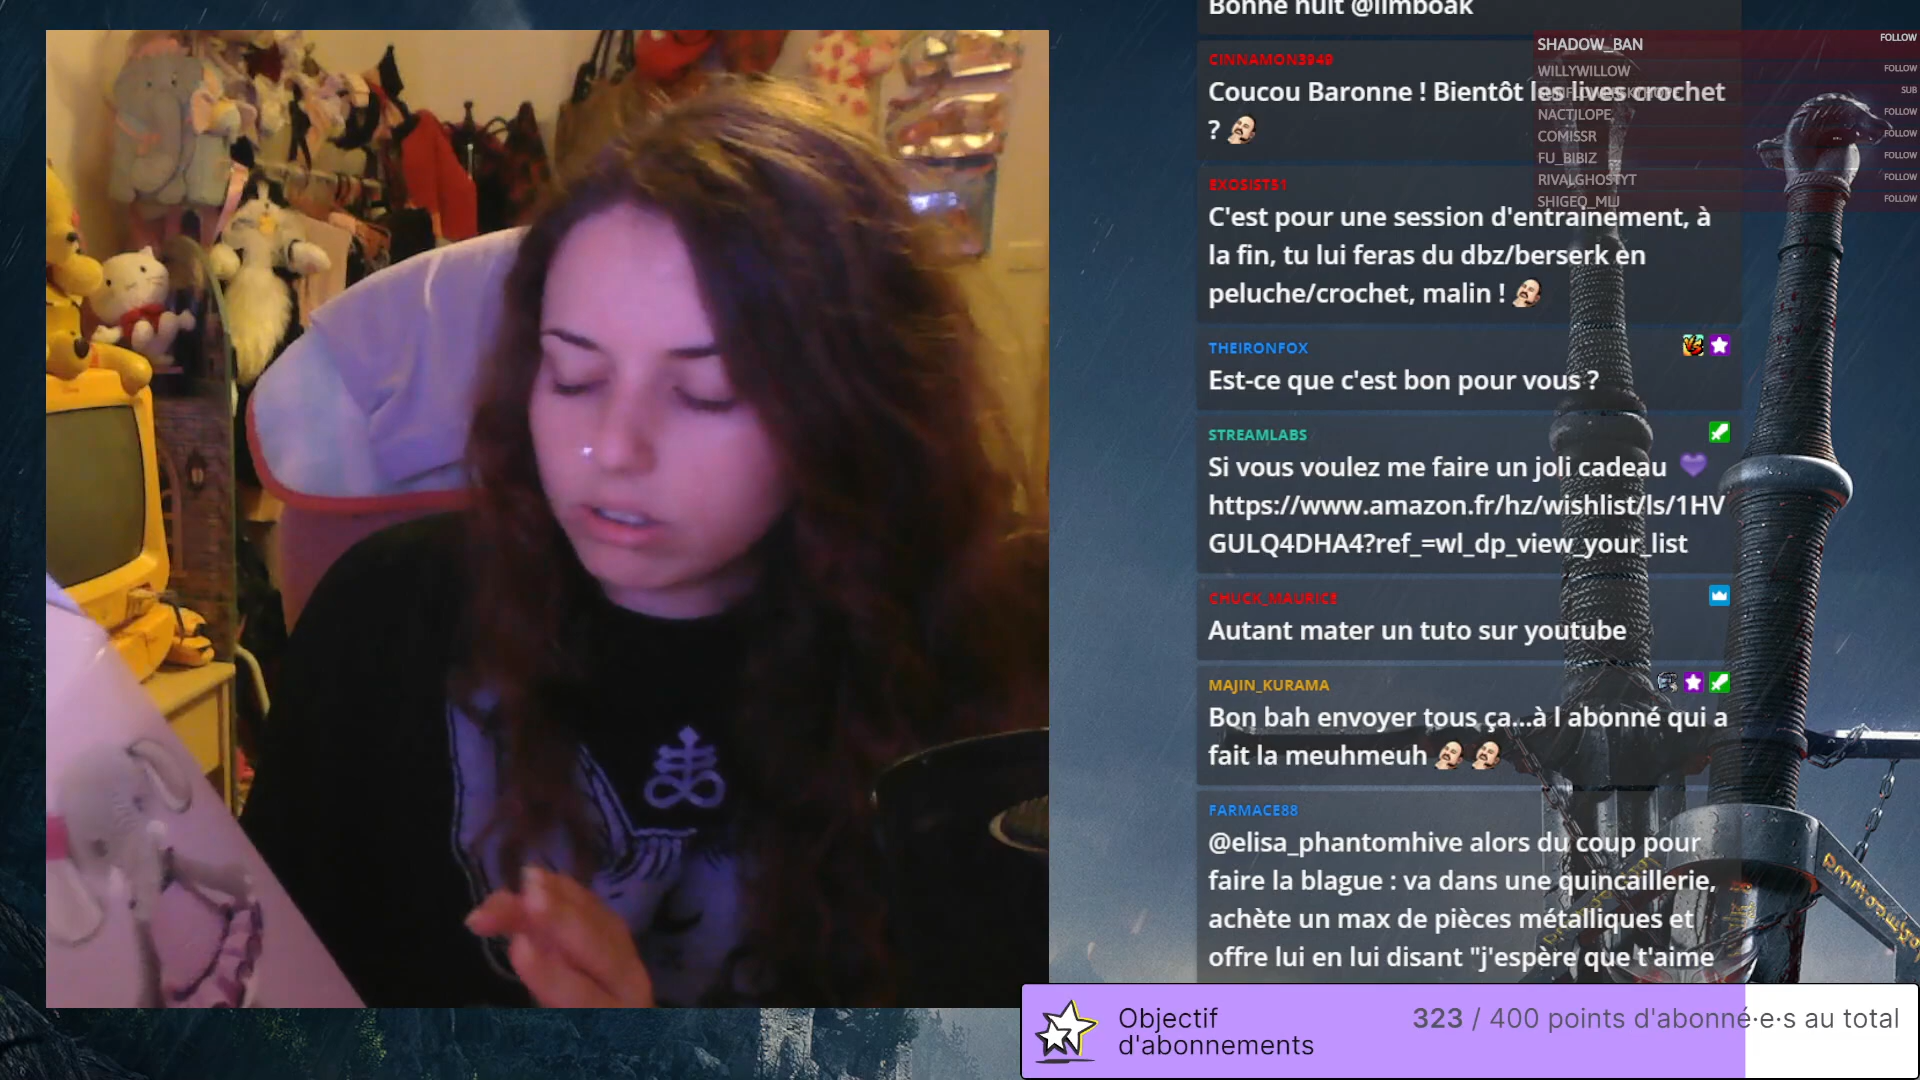 Bonne nuit @limboak
CINNAMON3949
Coucou Baronne ! Bientôt les lives crochet
?
EXOSIST51
C'est pour une session d'entrainement, à
la fin, tu lui feras du dbz/berserk en
peluche/crochet, malin !
THEIRONFOX
Est-ce que c'est bon pour vous ?
STREAMLABS
Si vous voulez me faire un joli cadeau
https://www.amazon.fr/hz/wishlist/ls/1HV
GULQ4DHA4?ref_=wl_dp_view_your_list
CHUCK_MAURICE
Autant mater un tuto sur youtube
MAJIN_KURAMA
Bon bah envoyer tous ça...à l abonné qui a
fait la meuhmeuh
FARMACE88
@elisa_phantomhive alors du coup pour
faire la blague : va dans une quincaillerie,
achète un max de pièces métalliques et
offre lui en lui disant "j'espère que t'aime
SHADOW_BAN FOLLOW
WILLYWILLOW FOLLOW
SUB
NACTILOPE FOLLOW
COMISSR FOLLOW
FU_BIBIZ FOLLOW
RIVALGHOSTYT FOLLOW
SHIGEO_MLJ FOLLOW
Objectif
d'abonnements
323 / 400 points d'abonné·e·s au total